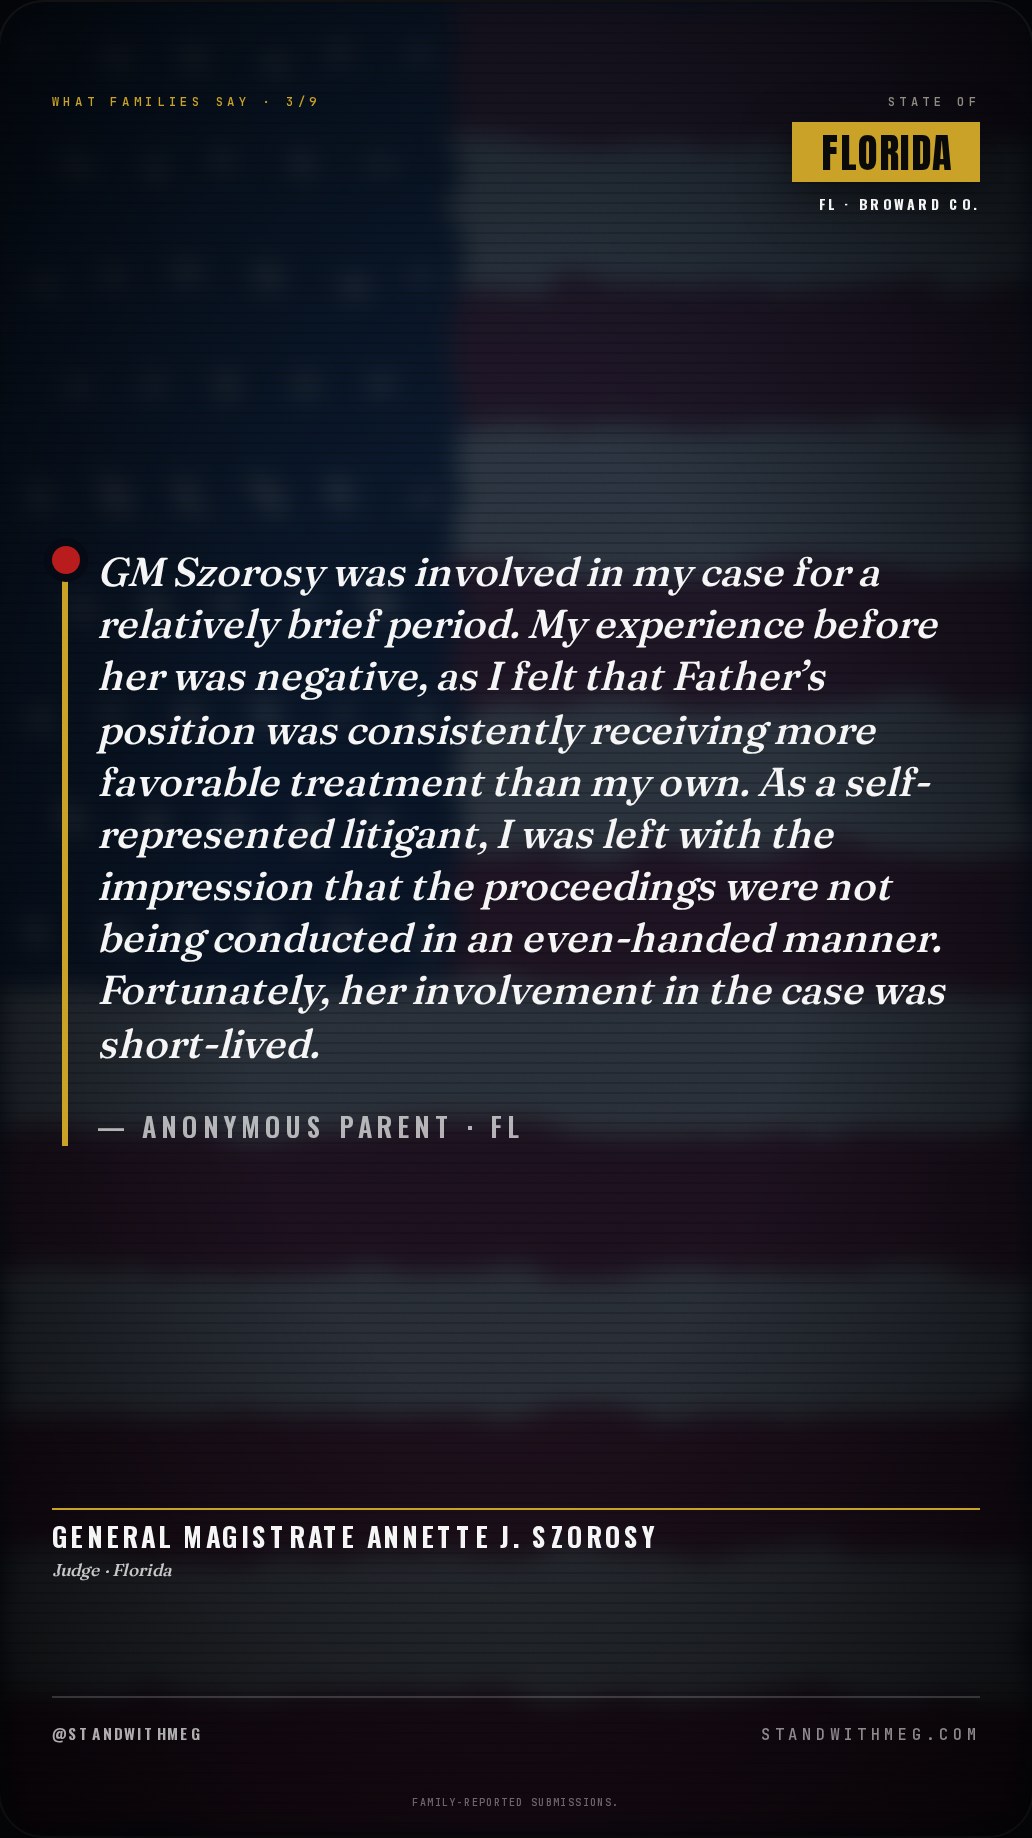 WHAT FAMILIES SAY · 3/9
STATE OF
FLORIDA
FL · BROWARD CO.
GM Szorosy was involved in my case for a
relatively brief period. My experience before
her was negative, as I felt that Father’s
position was consistently receiving more
favorable treatment than my own. As a self-
represented litigant, I was left with the
impression that the proceedings were not
being conducted in an even-handed manner.
Fortunately, her involvement in the case was
short-lived.
— ANONYMOUS PARENT · FL
GENERAL MAGISTRATE ANNETTE J. SZOROSY
Judge · Florida
@STANDWITHMEG
STANDWITHMEG.COM
FAMILY-REPORTED SUBMISSIONS.